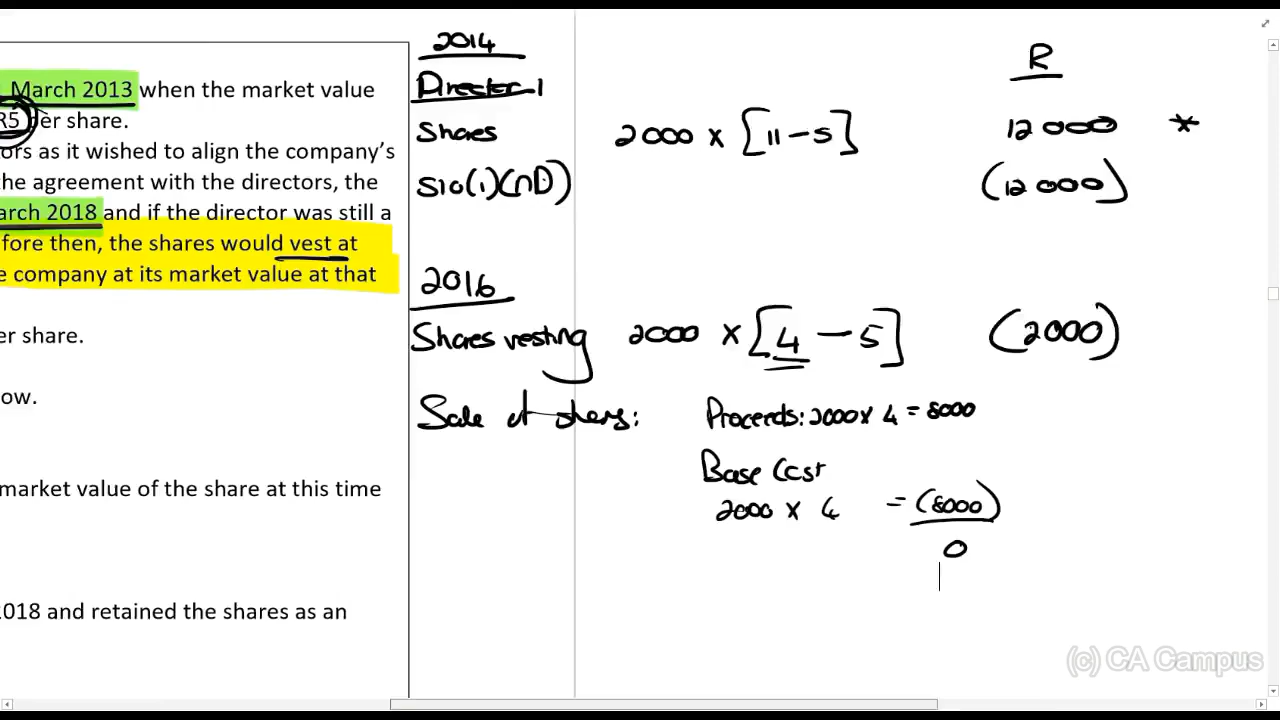 March 2013 when the market value
R5 per share.
ors as it wished to align the company's
the agreement with the directors, the
arch 2018 and if the director was still a
fore then, the shares would vest at
e company at its market value at that
er share.
ow.
market value of the share at this time
2018 and retained the shares as an
2014
R
Director 1
Shares 2000 × [11 – 5] 12 000 *
S10(1)(nD) (12 000)
2016
Shares vesting 2000 × [4 – 5] (2000)
Sale of shares: Proceeds: 2000 × 4 = 8000
Base Cost
2000 × 4 = (8000)
0
(c) CA Campus